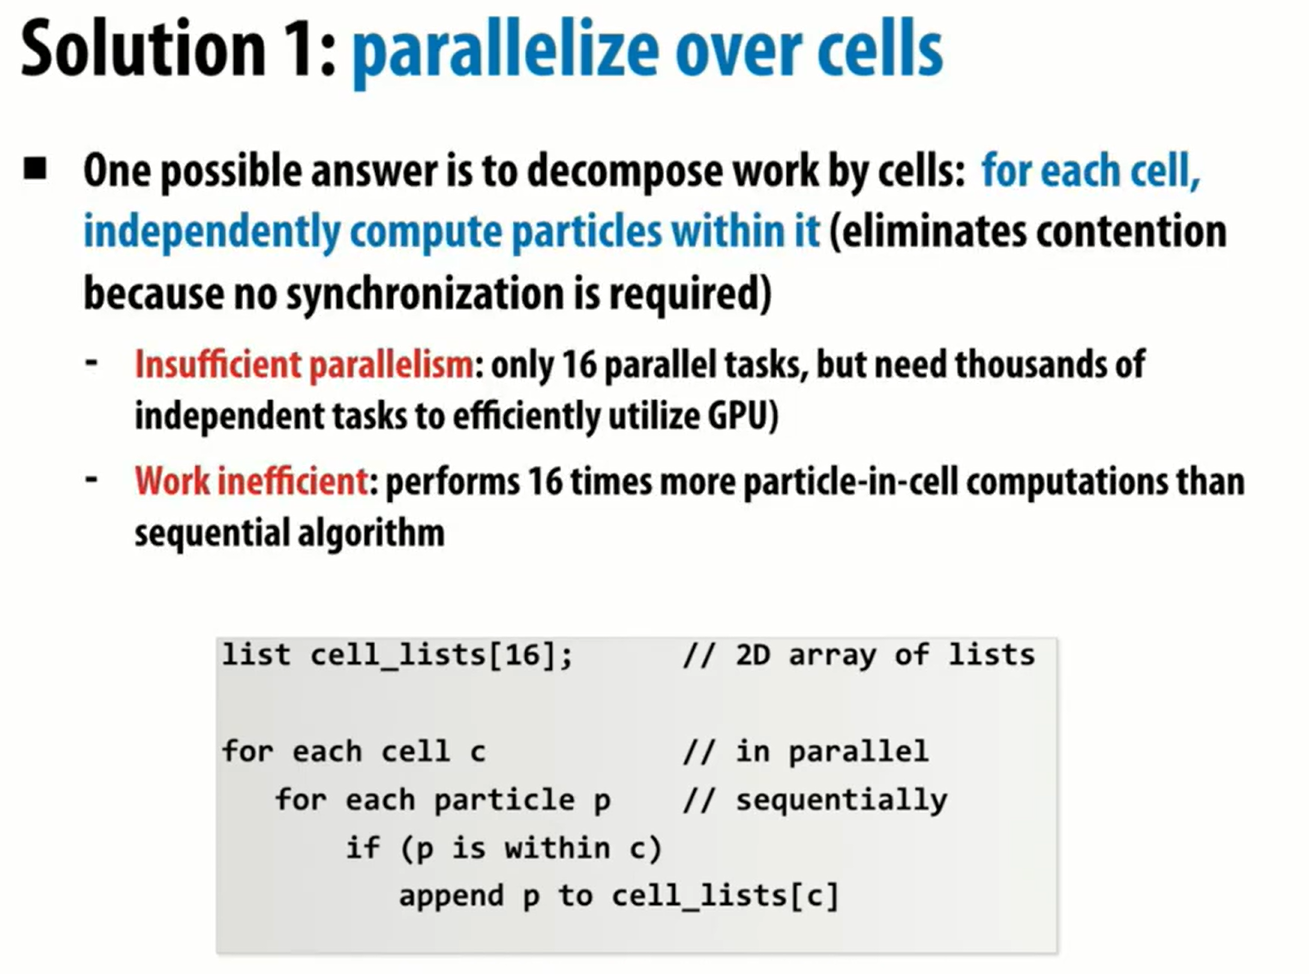 Solution 1: parallelize over cells
One possible answer is to decompose work by cells: for each cell,
independently compute particles within it (eliminates contention
because no synchronization is required)
- Insufficient parallelism: only 16 parallel tasks, but need thousands of
independent tasks to efficiently utilize GPU)
- Work inefficient: performs 16 times more particle-in-cell computations than
sequential algorithm
list cell_lists[16];      // 2D array of lists
for each cell c           // in parallel
   for each particle p    // sequentially
       if (p is within c)
          append p to cell_lists[c]